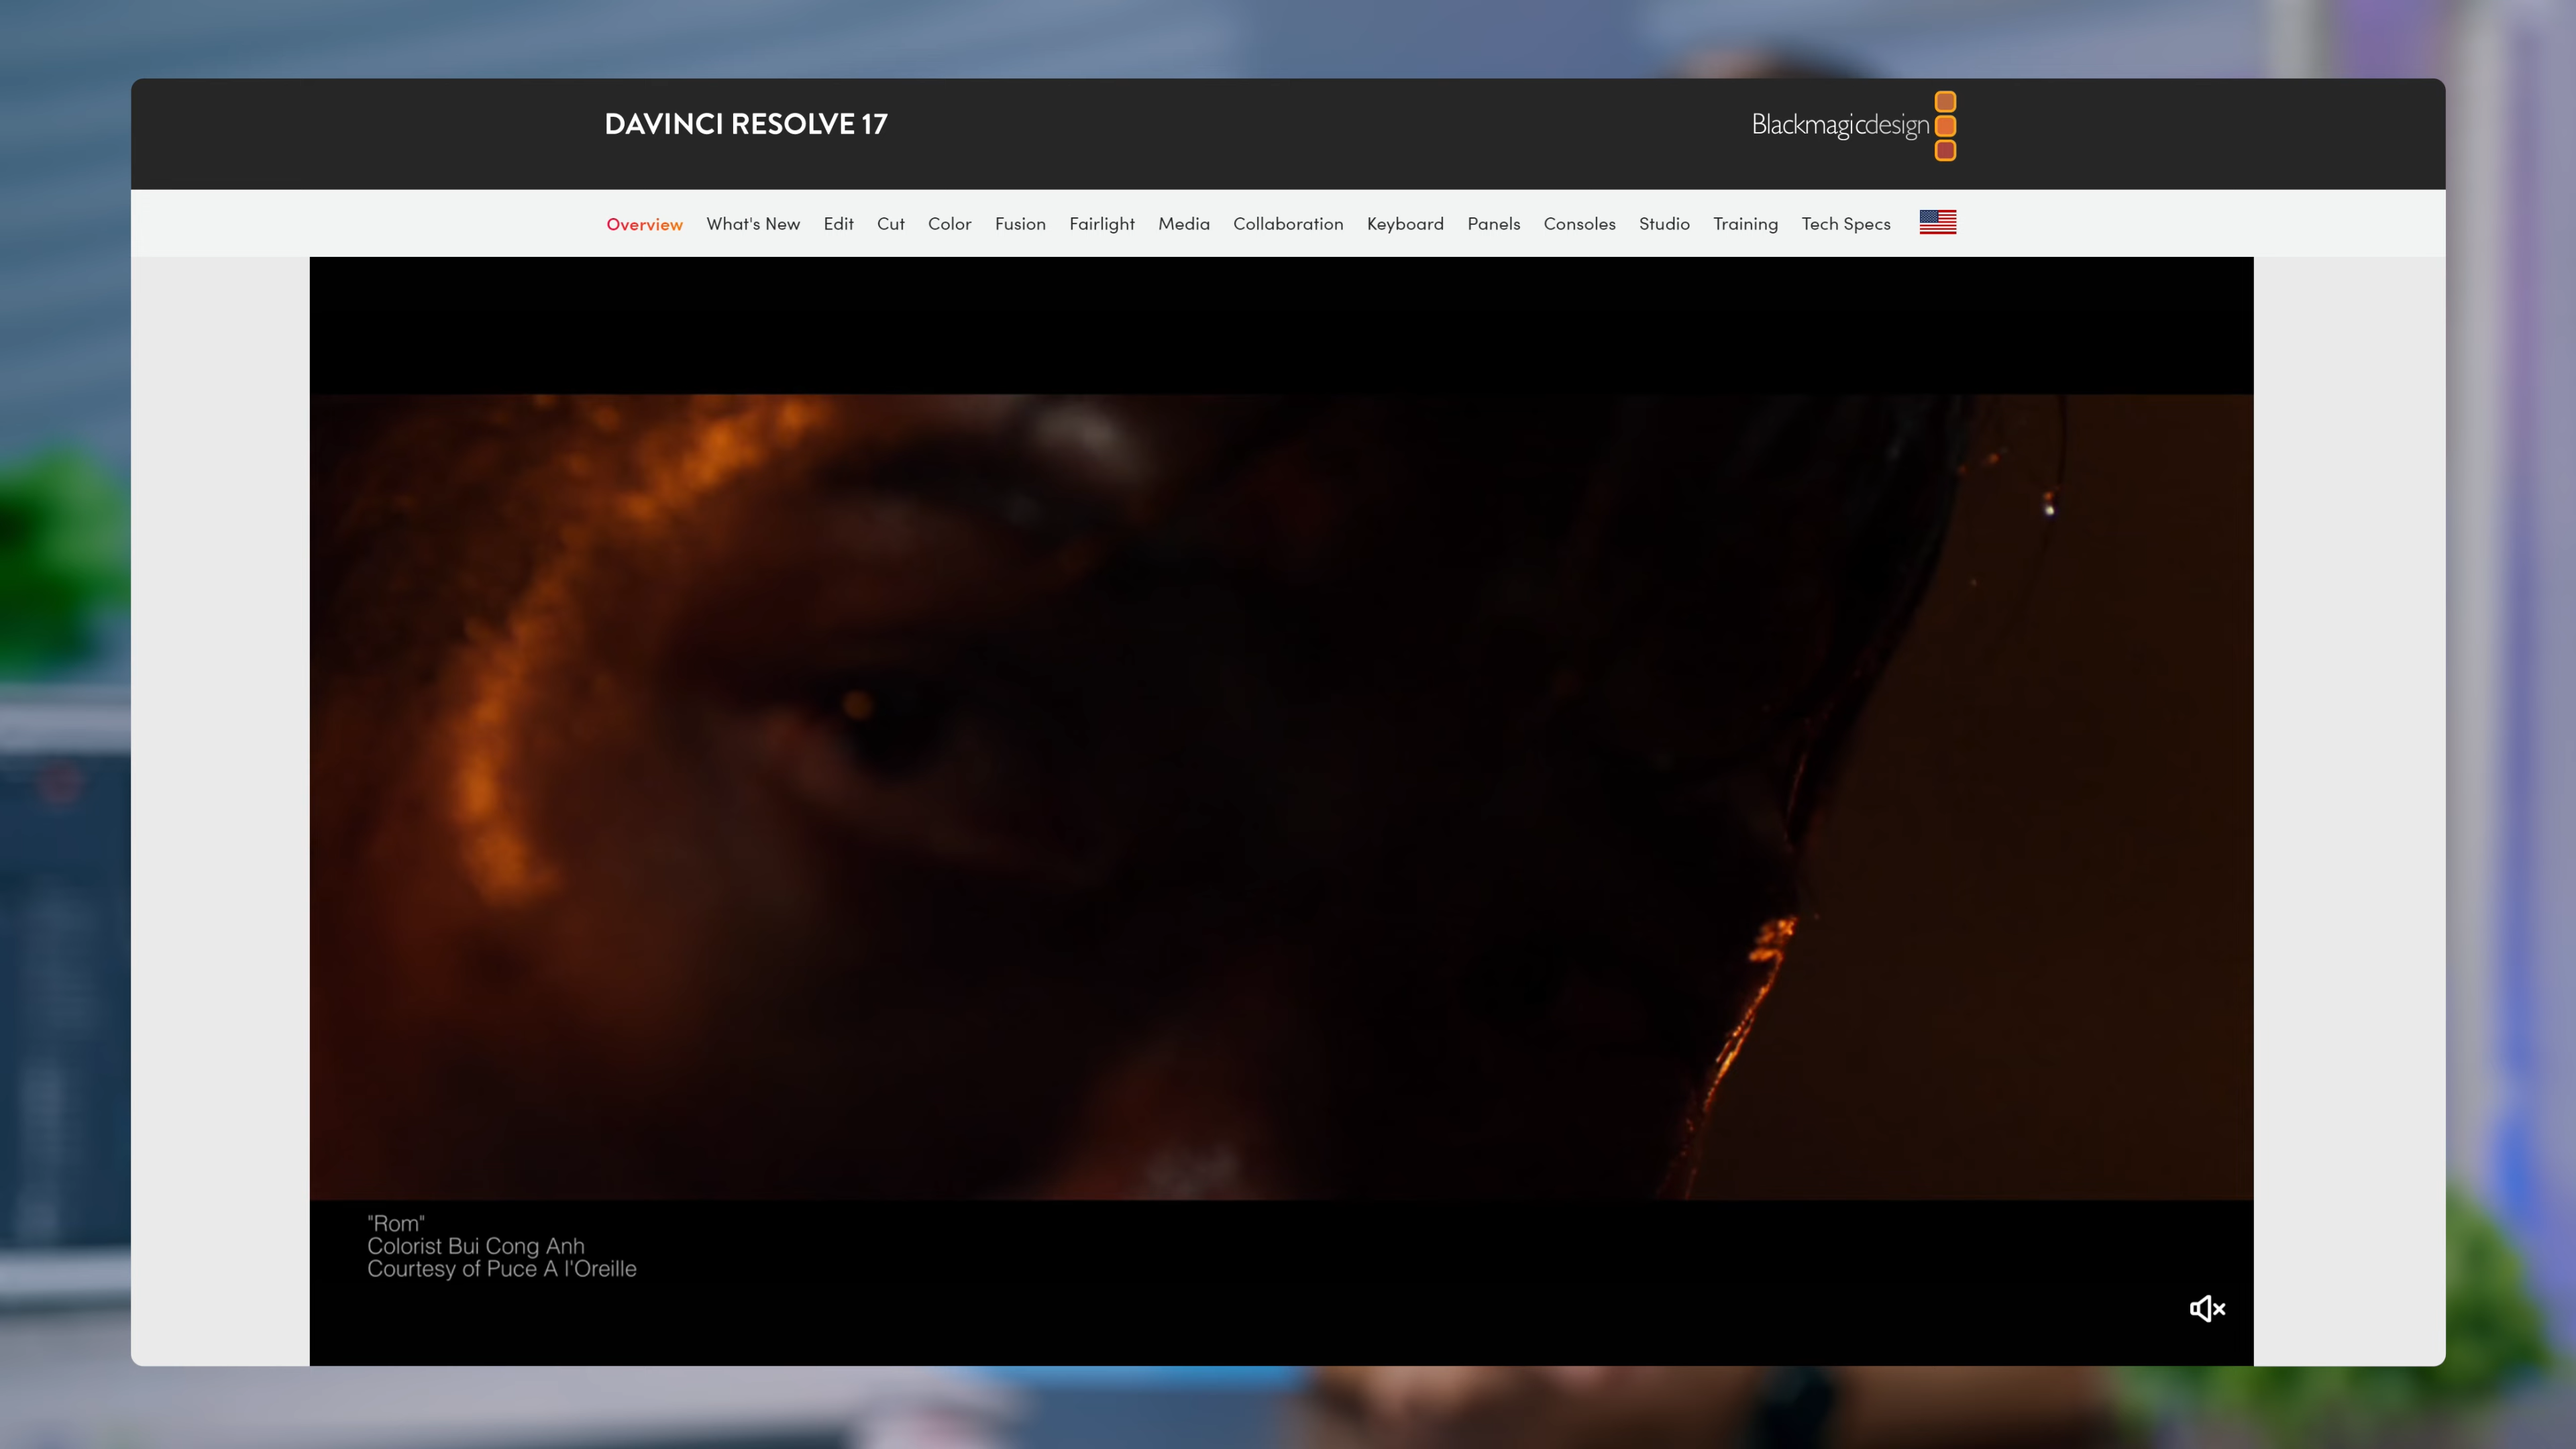 DAVINCI RESOLVE 17
Blackmagicdesign
Overview What's New Edit Cut Color Fusion Fairlight Media Collaboration Keyboard Panels Consoles Studio Training Tech Specs
"Rom"
Colorist Bui Cong Anh
Courtesy of Puce A l'Oreille